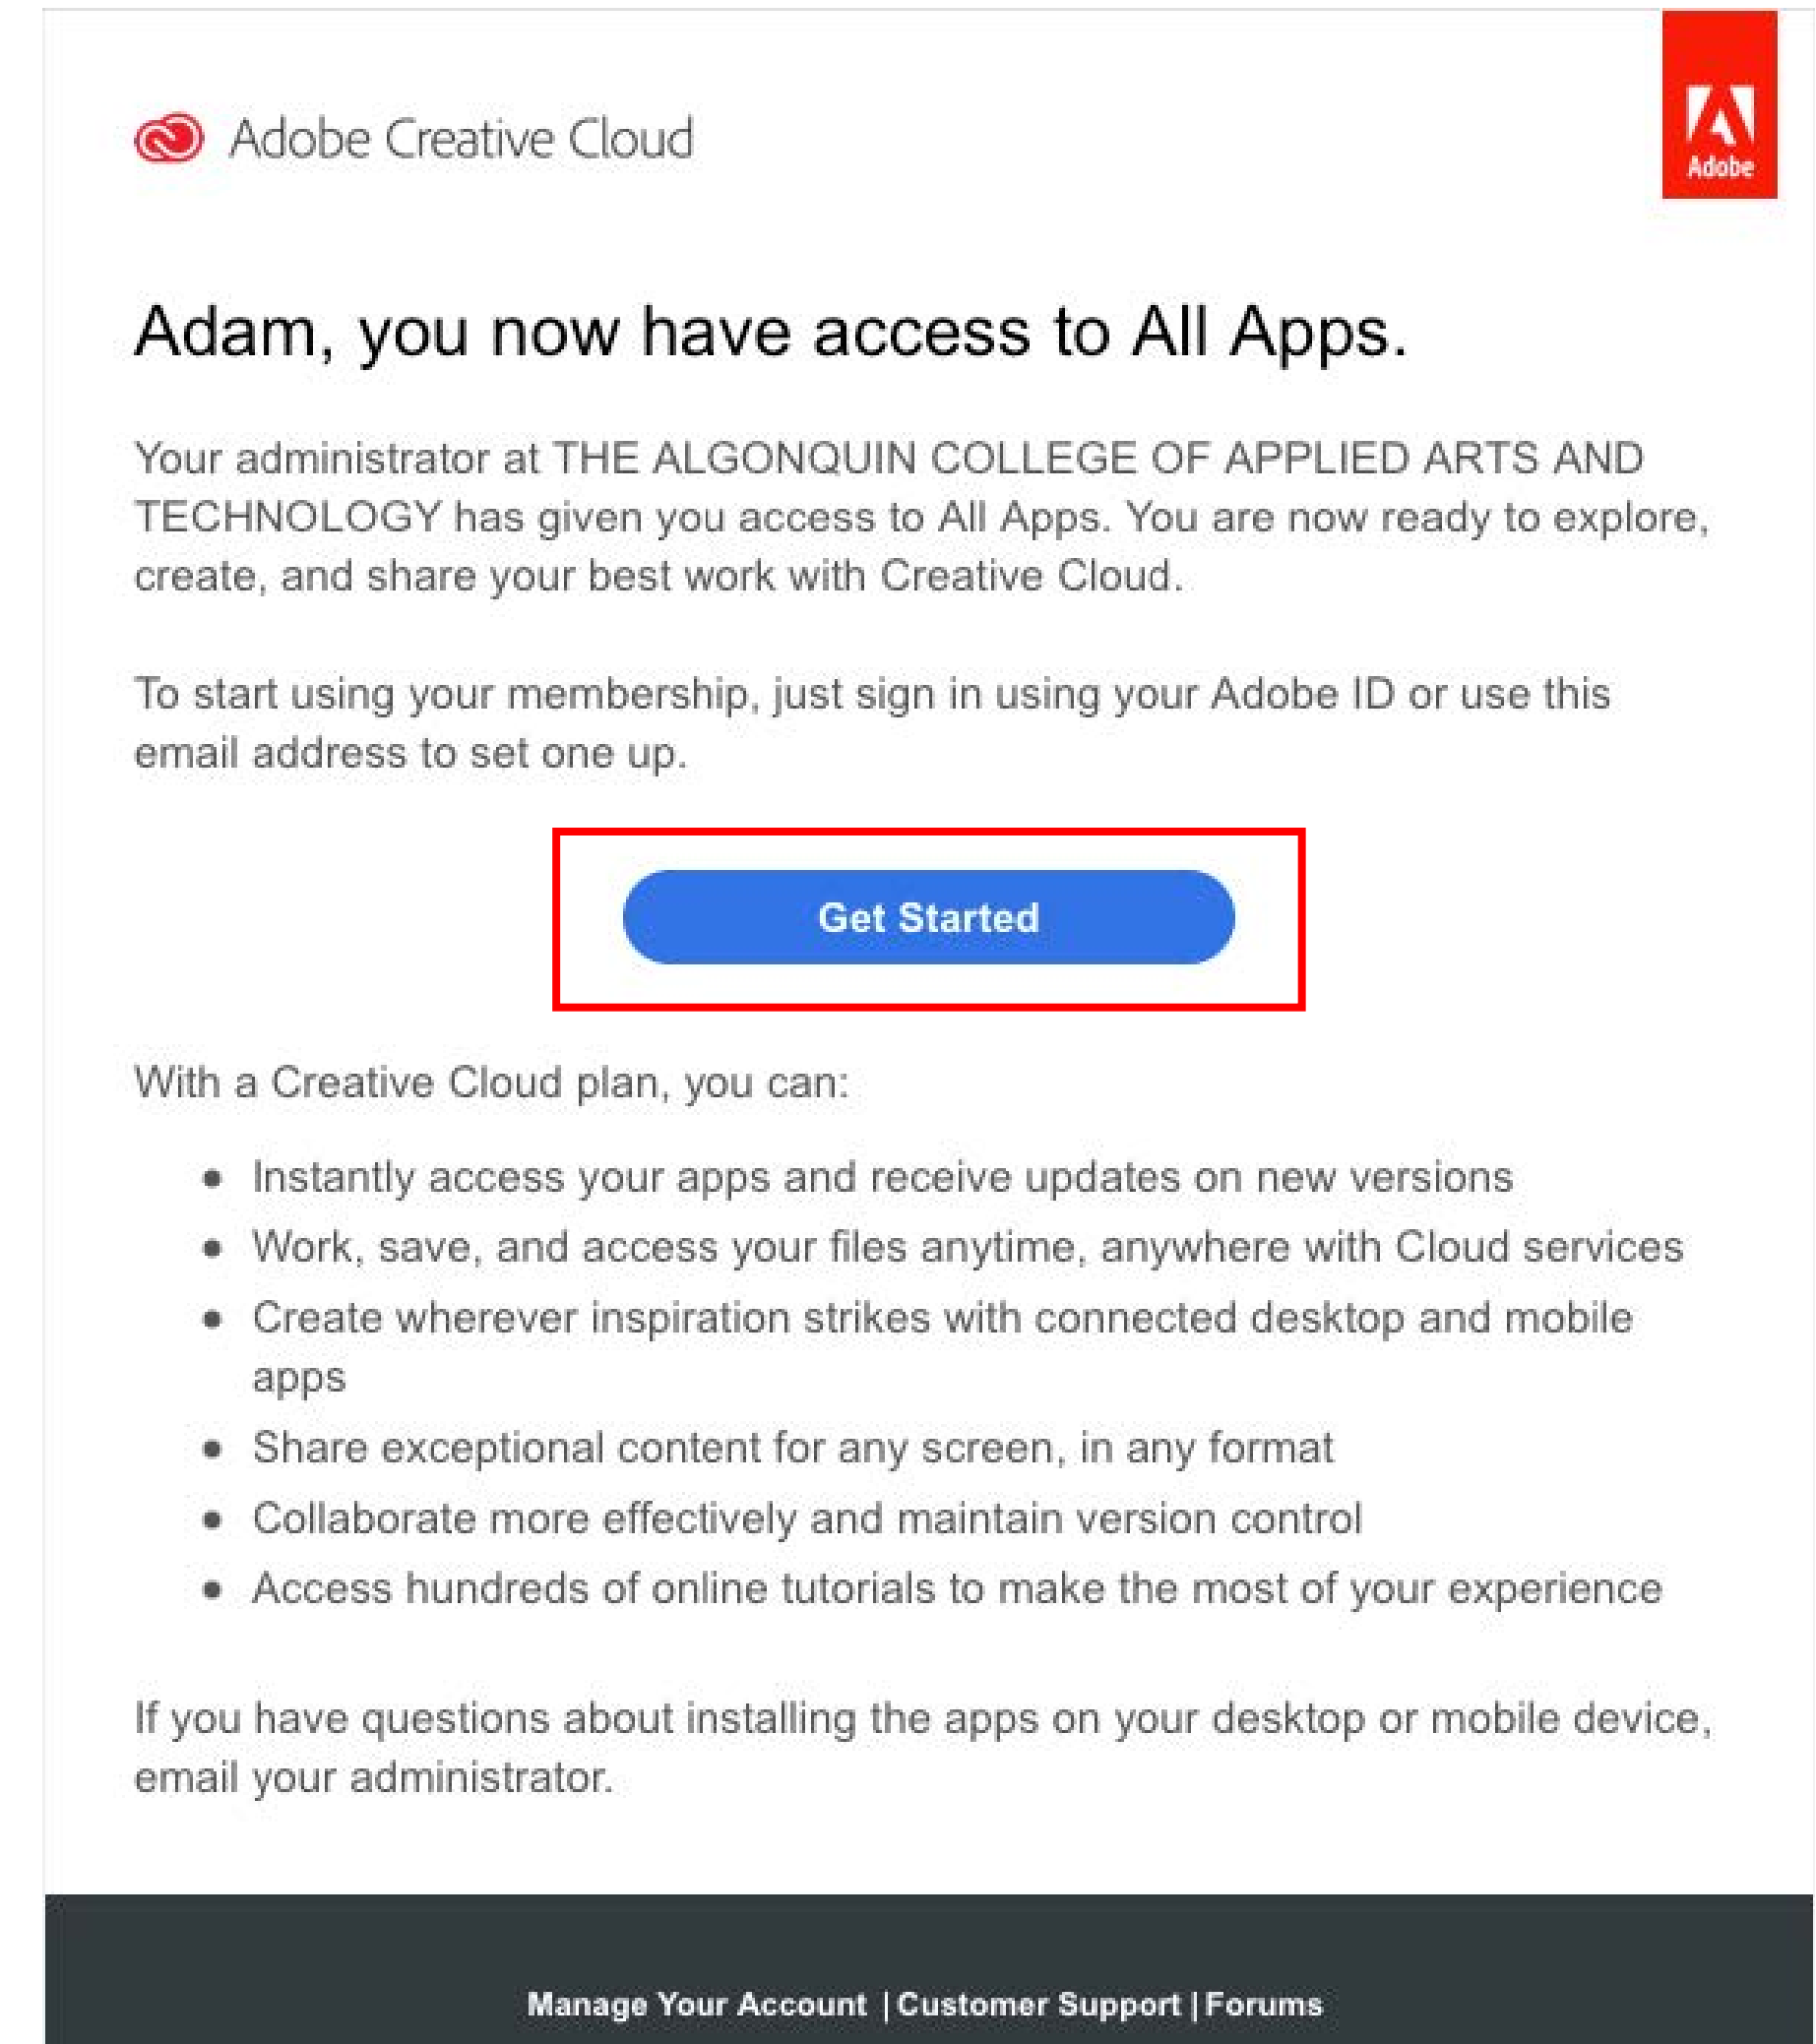 Adobe Creative Cloud
Adobe
Adam, you now have access to All Apps.
Your administrator at THE ALGONQUIN COLLEGE OF APPLIED ARTS AND
TECHNOLOGY has given you access to All Apps. You are now ready to explore,
create, and share your best work with Creative Cloud.
To start using your membership, just sign in using your Adobe ID or use this
email address to set one up.
Get Started
With a Creative Cloud plan, you can:
• Instantly access your apps and receive updates on new versions
• Work, save, and access your files anytime, anywhere with Cloud services
• Create wherever inspiration strikes with connected desktop and mobile
apps
• Share exceptional content for any screen, in any format
• Collaborate more effectively and maintain version control
• Access hundreds of online tutorials to make the most of your experience
If you have questions about installing the apps on your desktop or mobile device,
email your administrator.
Manage Your Account | Customer Support | Forums